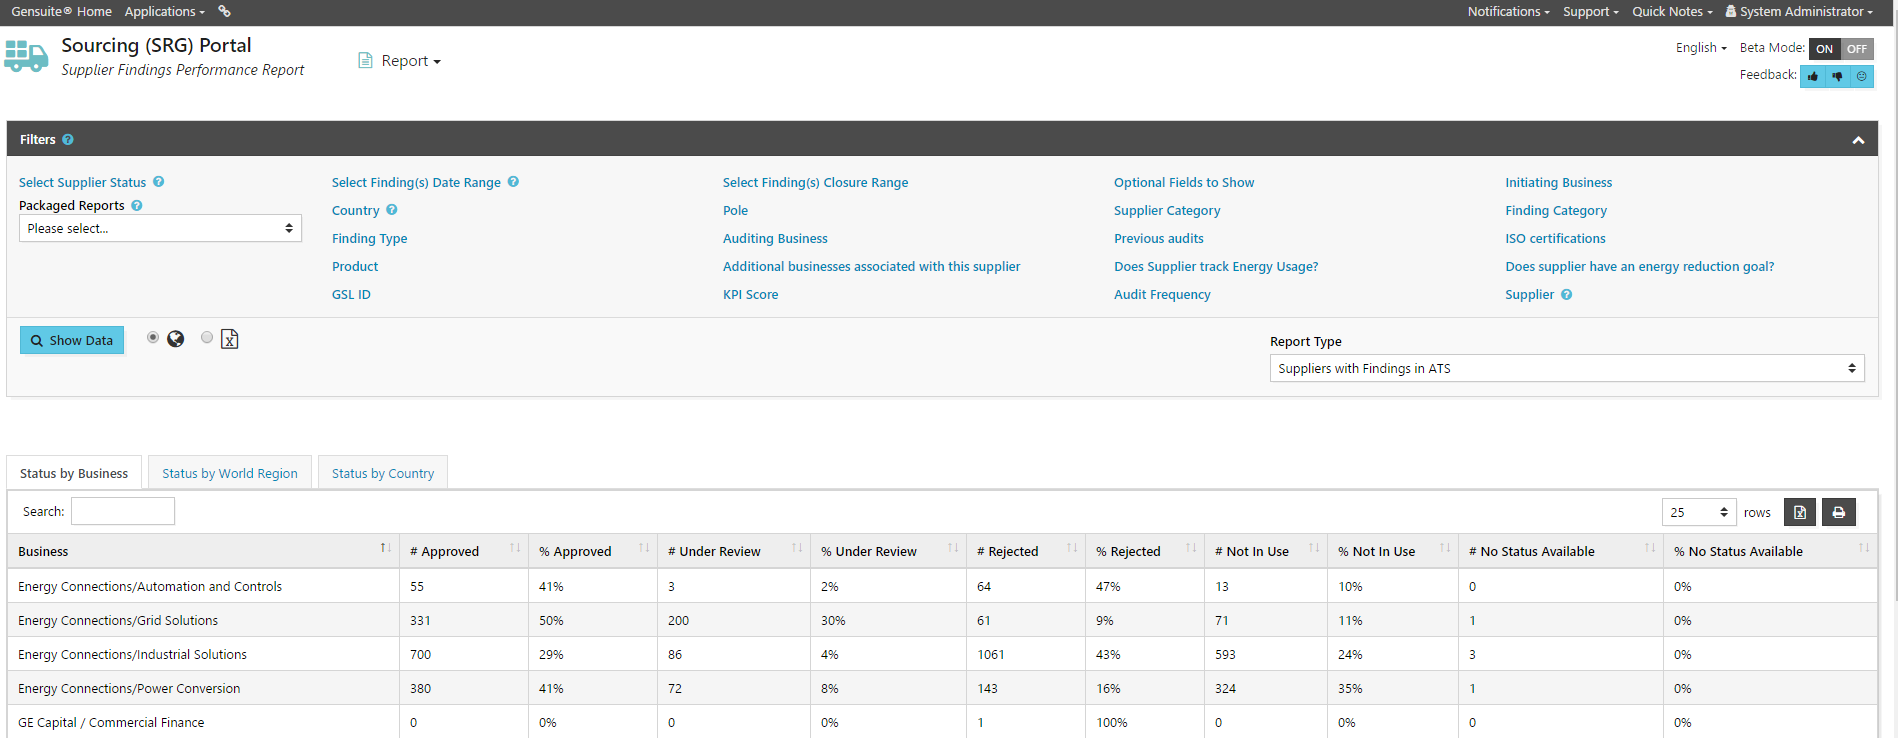 Gensuite® Home Applications Notifications Support Quick Notes System Administrator
Sourcing (SRG) Portal
Supplier Findings Performance Report
Report
English Beta Mode: ON OFF
Feedback:
Filters
Select Supplier Status Select Finding(s) Date Range Select Finding(s) Closure Range Optional Fields to Show Initiating Business
Packaged Reports Country Pole Supplier Category Finding Category
Please select...
Finding Type Auditing Business Previous audits ISO certifications
Product Additional businesses associated with this supplier Does Supplier track Energy Usage? Does supplier have an energy reduction goal?
GSL ID KPI Score Audit Frequency Supplier
Show Data
Report Type
Suppliers with Findings in ATS
Status by Business Status by World Region Status by Country
Search: 25 rows
Business # Approved % Approved # Under Review % Under Review # Rejected % Rejected # Not In Use % Not In Use # No Status Available % No Status Available
Energy Connections/Automation and Controls 55 41% 3 2% 64 47% 13 10% 0 0%
Energy Connections/Grid Solutions 331 50% 200 30% 61 9% 71 11% 1 0%
Energy Connections/Industrial Solutions 700 29% 86 4% 1061 43% 593 24% 3 0%
Energy Connections/Power Conversion 380 41% 72 8% 143 16% 324 35% 1 0%
GE Capital / Commercial Finance 0 0% 0 0% 1 100% 0 0% 0 0%